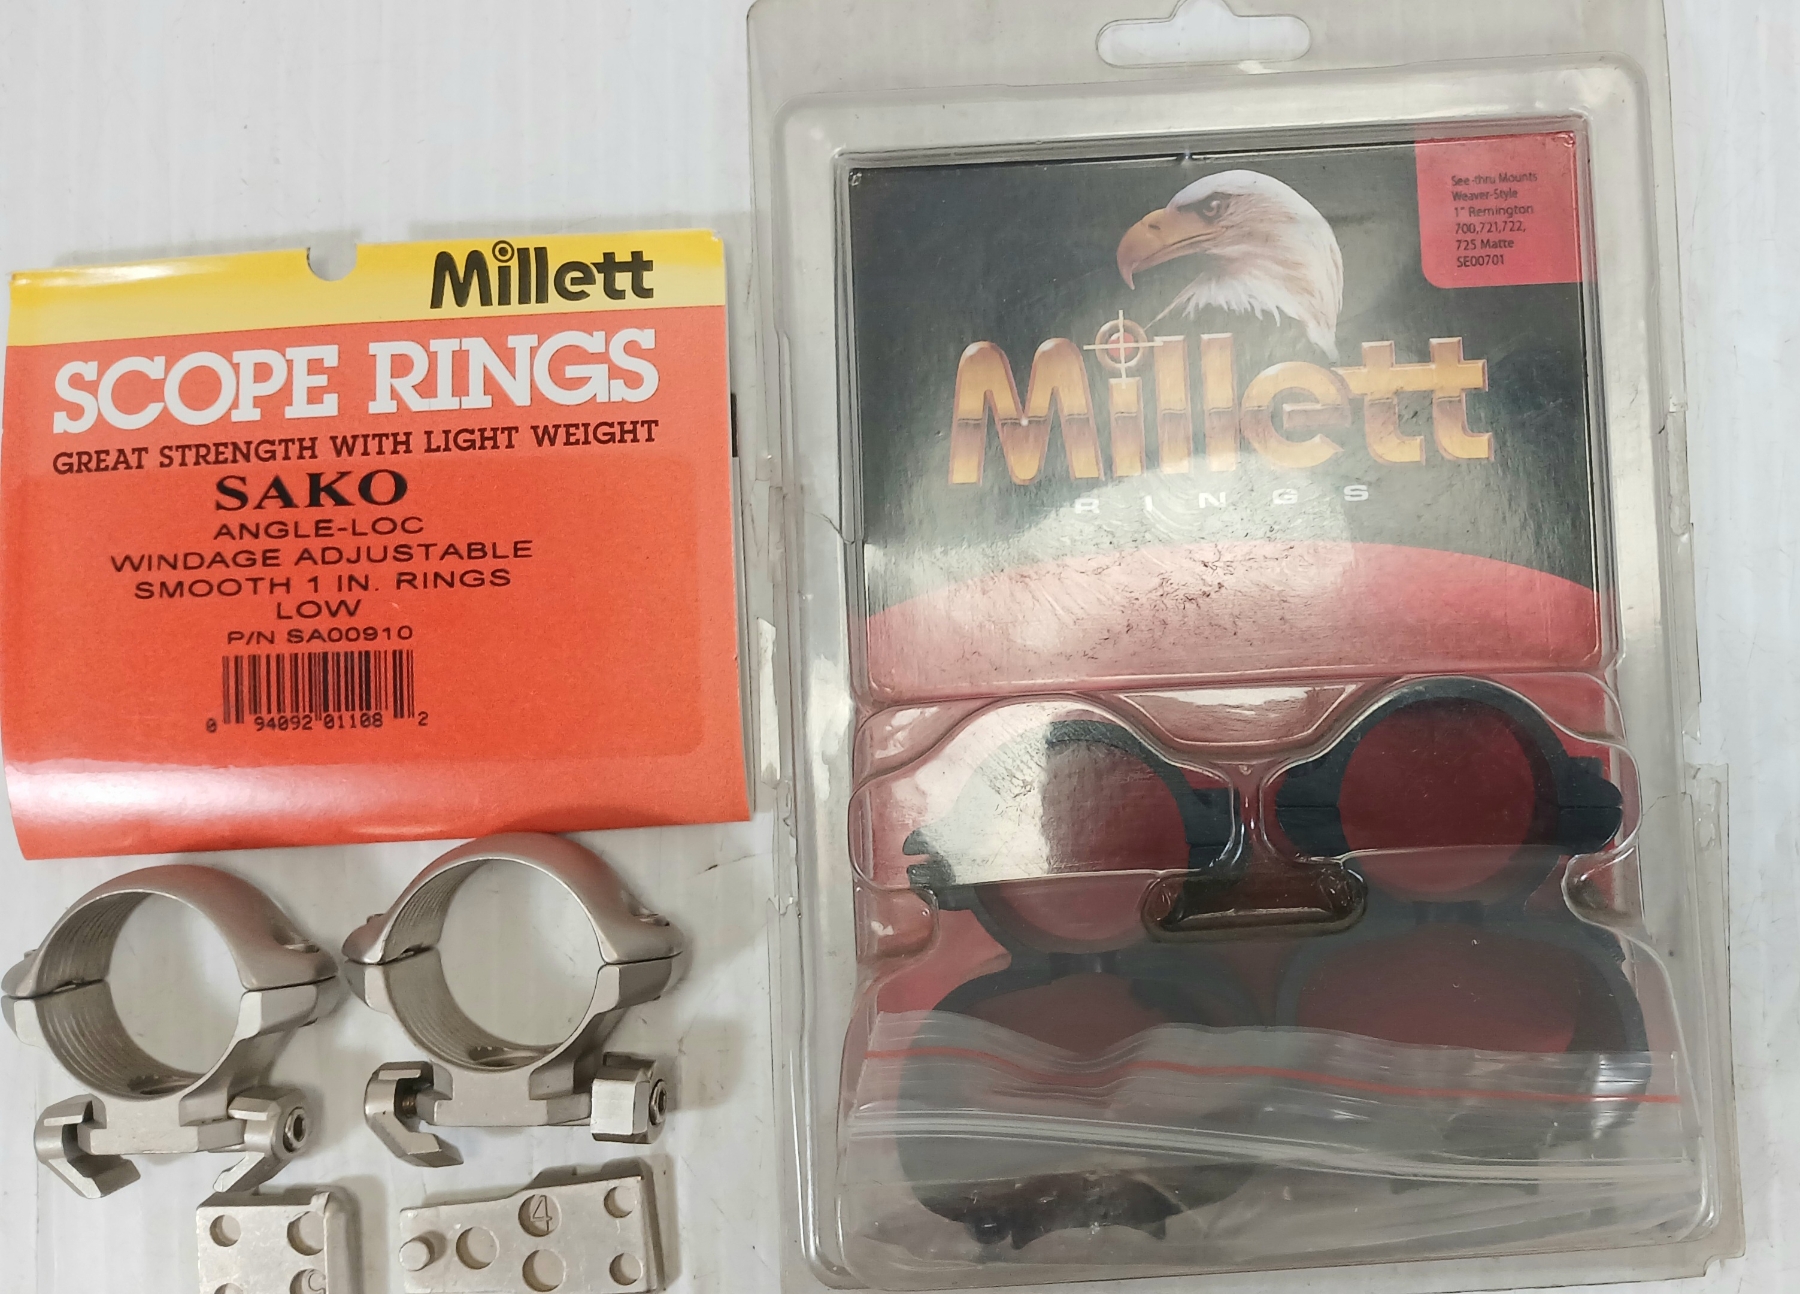 Millett
SCOPE RINGS
GREAT STRENGTH WITH LIGHT WEIGHT
SAKO
ANGLE-LOC
WINDAGE ADJUSTABLE
SMOOTH 1 IN. RINGS
LOW
P/N SA00910
0 94092 01108 2
4
See-thru Mounts
Weaver-Style
1" Remington
700,721,722,
725 Matte
SE00701
Millett
RINGS